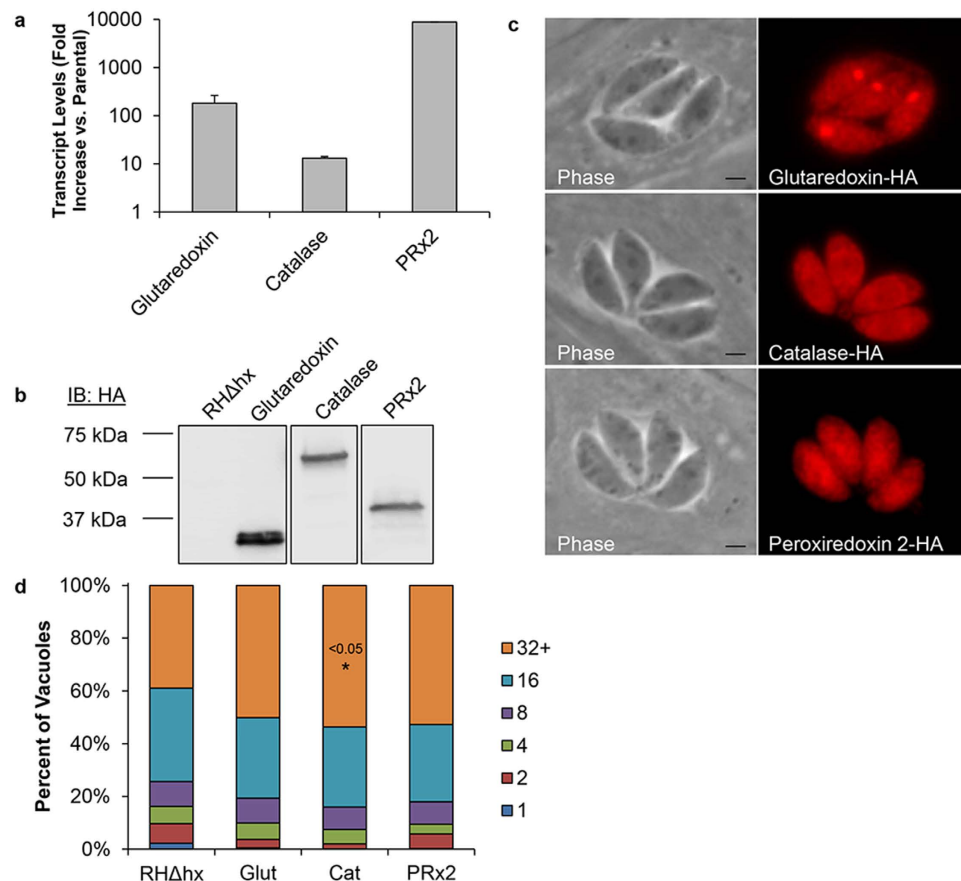 a
Transcript Levels (Fold
Increase vs. Parental)
10000
1000
100
10
1
Glutaredoxin
Catalase
PRx2
b
IB: HA
RHΔhx
Glutaredoxin
Catalase
PRx2
75 kDa
50 kDa
37 kDa
c
Phase
Glutaredoxin-HA
Phase
Catalase-HA
Phase
Peroxiredoxin 2-HA
d
Percent of Vacuoles
100%
80%
60%
40%
20%
0%
<0.05
*
RHΔhx
Glut
Cat
PRx2
32+
16
8
4
2
1